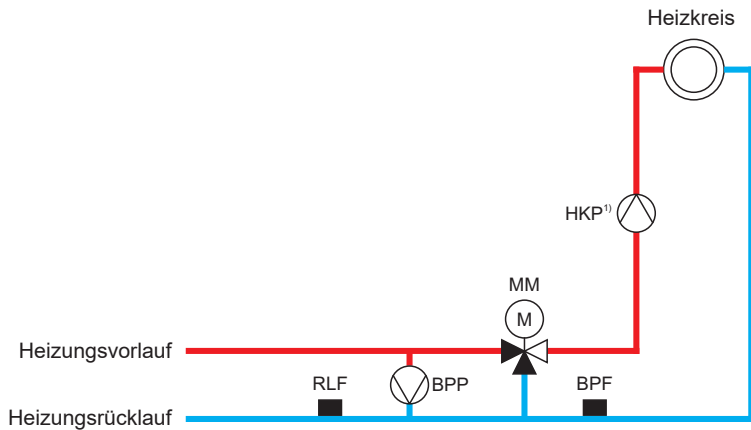 Heizkreis
HKP¹⁾
MM
M
Heizungsvorlauf
RLF
BPP
BPF
Heizungsrücklauf